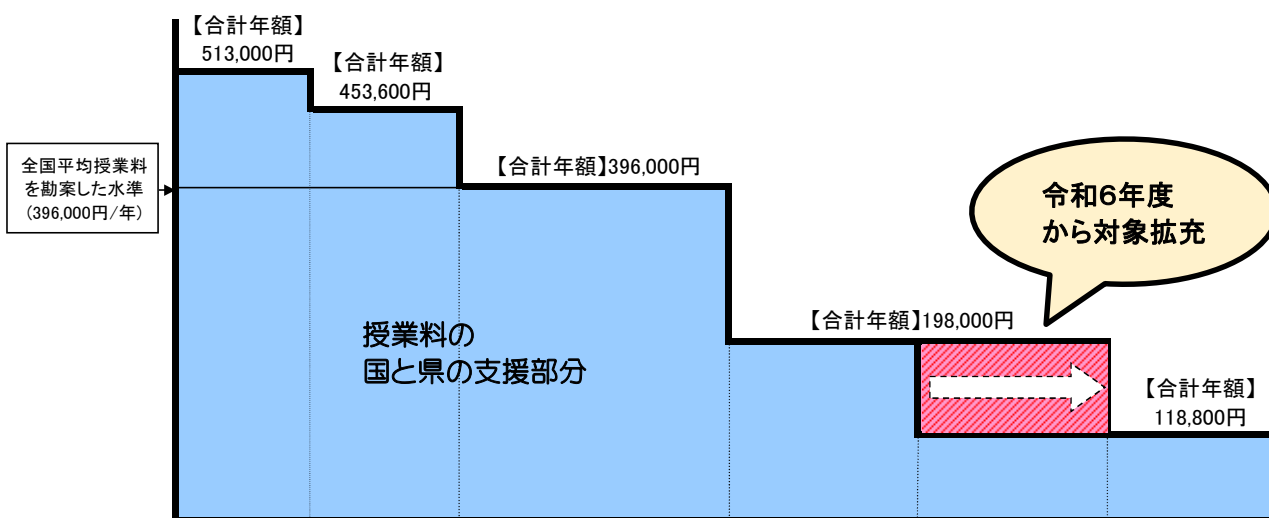 【合計年額】
513,000円
【合計年額】
453,600円
全国平均授業料
を勘案した水準
(396,000円/年)
【合計年額】396,000円
令和6年度
から対象拡充
【合計年額】198,000円
授業料の
国と県の支援部分
【合計年額】
118,800円